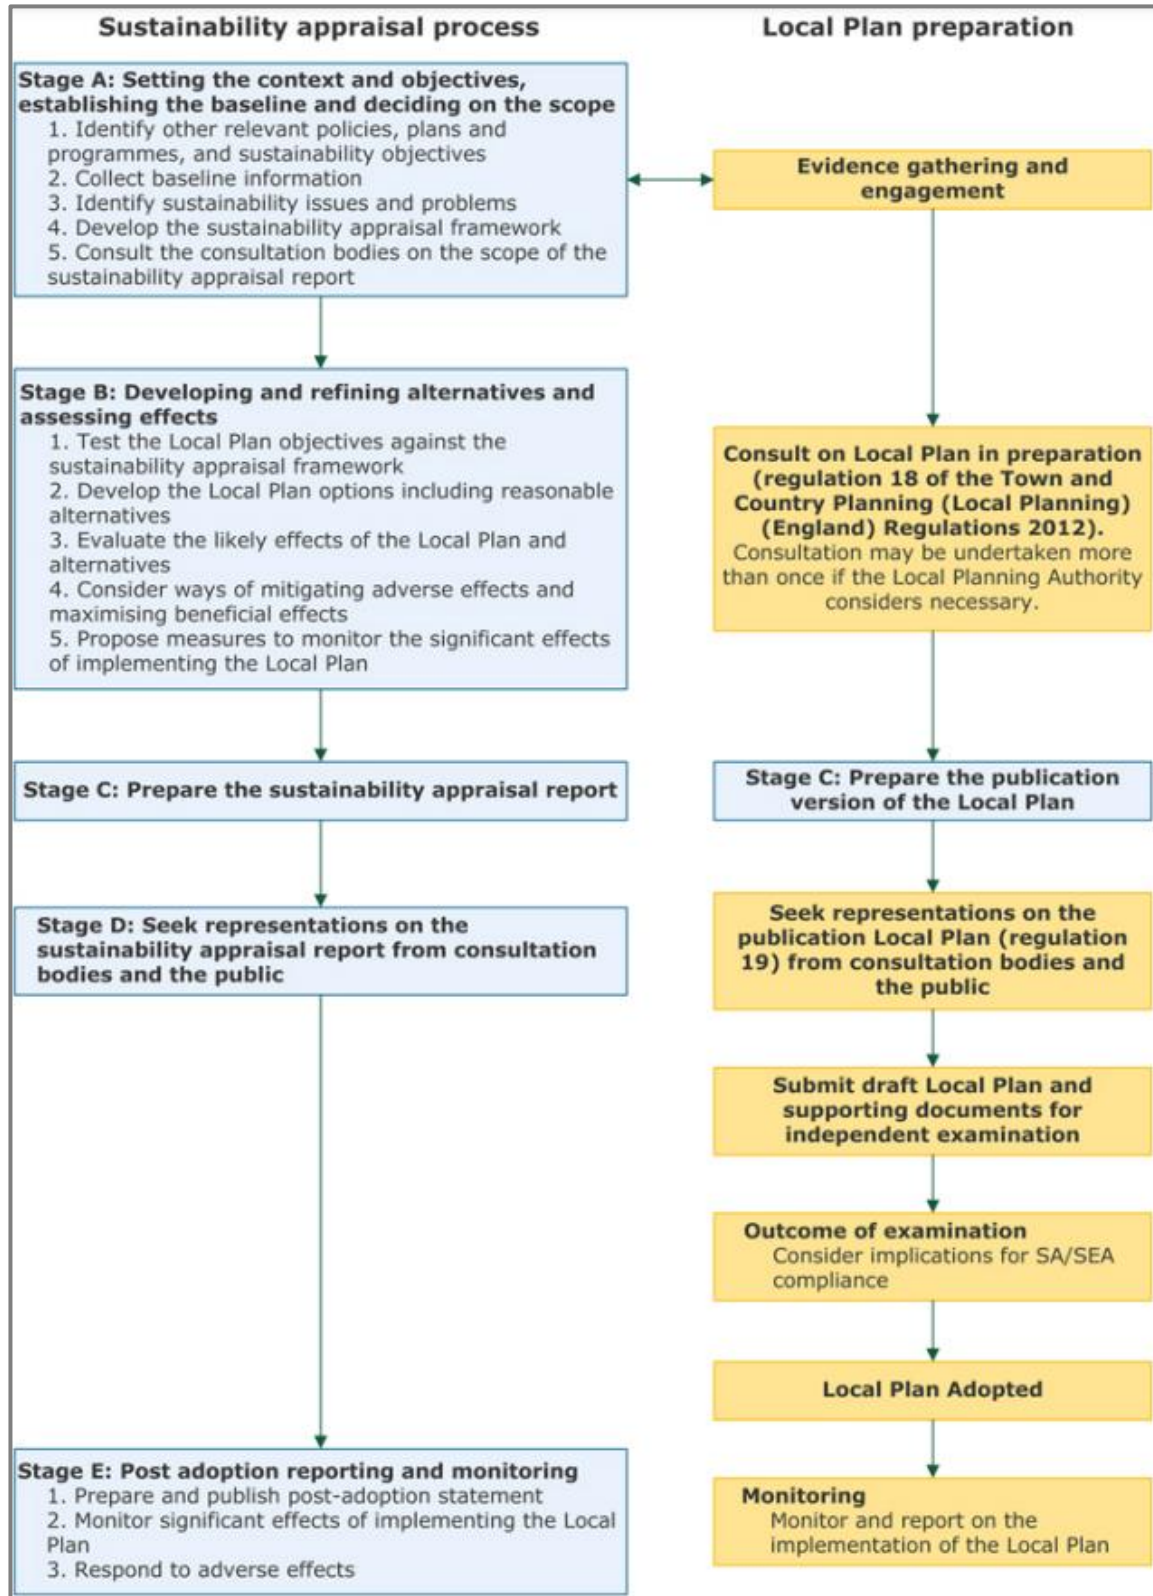 Sustainability appraisal process
Local Plan preparation
Stage A: Setting the context and objectives,
establishing the baseline and deciding on the scope
1. Identify other relevant policies, plans and
programmes, and sustainability objectives
2. Collect baseline information
3. Identify sustainability issues and problems
4. Develop the sustainability appraisal framework
5. Consult the consultation bodies on the scope of the
sustainability appraisal report
Evidence gathering and
engagement
Stage B: Developing and refining alternatives and
assessing effects
1. Test the Local Plan objectives against the
sustainability appraisal framework
2. Develop the Local Plan options including reasonable
alternatives
3. Evaluate the likely effects of the Local Plan and
alternatives
4. Consider ways of mitigating adverse effects and
maximising beneficial effects
5. Propose measures to monitor the significant effects
of implementing the Local Plan
Consult on Local Plan in preparation
(regulation 18 of the Town and
Country Planning (Local Planning)
(England) Regulations 2012).
Consultation may be undertaken more
than once if the Local Planning Authority
considers necessary.
Stage C: Prepare the sustainability appraisal report
Stage C: Prepare the publication
version of the Local Plan
Stage D: Seek representations on the
sustainability appraisal report from consultation
bodies and the public
Seek representations on the
publication Local Plan (regulation
19) from consultation bodies and
the public
Submit draft Local Plan and
supporting documents for
independent examination
Outcome of examination
Consider implications for SA/SEA
compliance
Local Plan Adopted
Stage E: Post adoption reporting and monitoring
1. Prepare and publish post-adoption statement
2. Monitor significant effects of implementing the Local
Plan
3. Respond to adverse effects
Monitoring
Monitor and report on the
implementation of the Local Plan